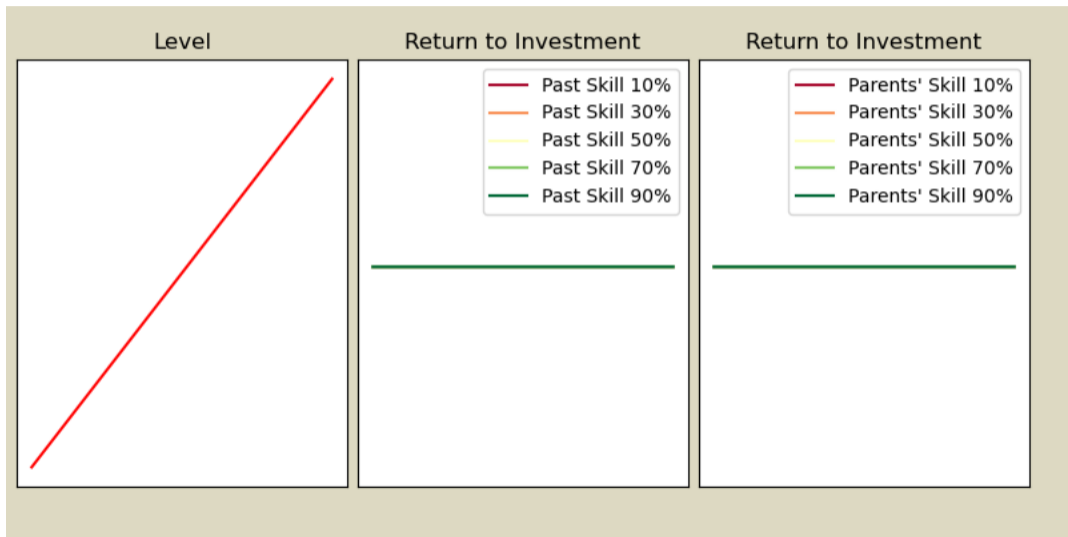 Level
Return to Investment
Past Skill 10%
Past Skill 30%
Past Skill 50%
Past Skill 70%
Past Skill 90%
Return to Investment
Parents' Skill 10%
Parents' Skill 30%
Parents' Skill 50%
Parents' Skill 70%
Parents' Skill 90%